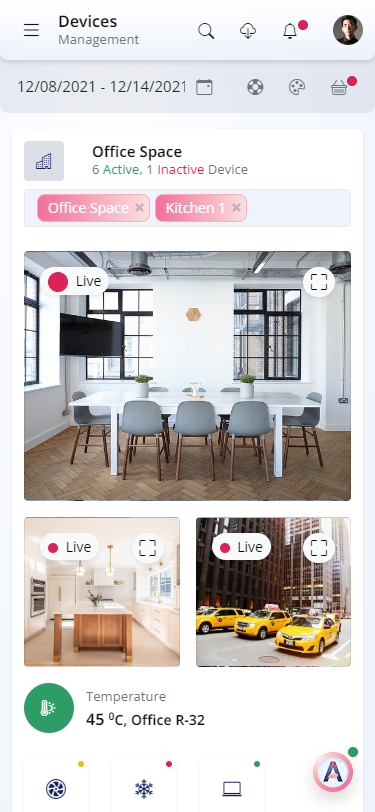 Devices
Management
12/08/2021 - 12/14/2021
Office Space
6 Active, 1 Inactive Device
Office Space × Kitchen 1 ×
Live
Live
Live
Temperature
45 ⁰C, Office R-32